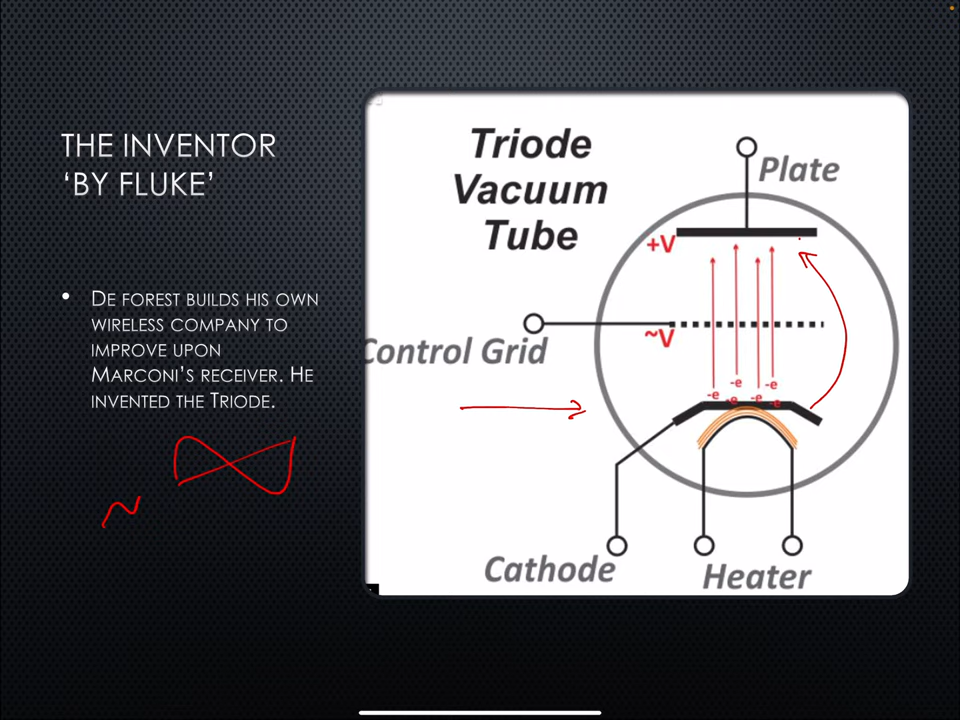 THE INVENTOR
‘BY FLUKE’
• DE FOREST BUILDS HIS OWN
WIRELESS COMPANY TO
IMPROVE UPON
MARCONI’S RECEIVER. HE
INVENTED THE TRIODE.
Triode
Vacuum
Tube
Plate
+V
Control Grid
~V
-e
-e -e -e -e -e
Cathode
Heater
~